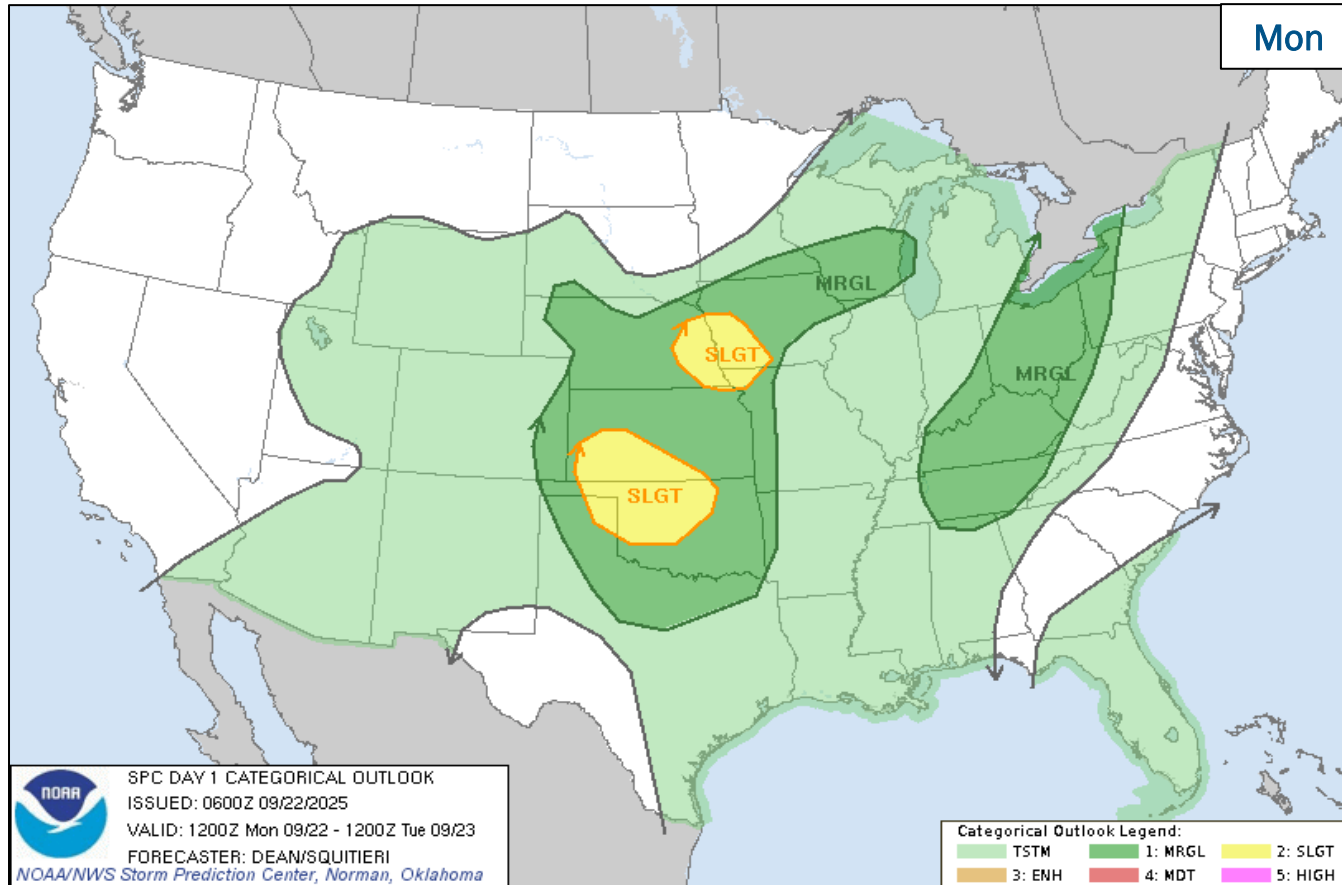 Mon
MRGL
SLGT
MRGL
SLGT
NOAA
SPC DAY 1 CATEGORICAL OUTLOOK
ISSUED: 0600Z 09/22/2025
VALID: 1200Z Mon 09/22 - 1200Z Tue 09/23
FORECASTER: DEAN/SQUITIERI
NOAA/NWS Storm Prediction Center, Norman, Oklahoma
Categorical Outlook Legend:
TSTM 1: MRGL 2: SLGT
3: ENH 4: MDT 5: HIGH